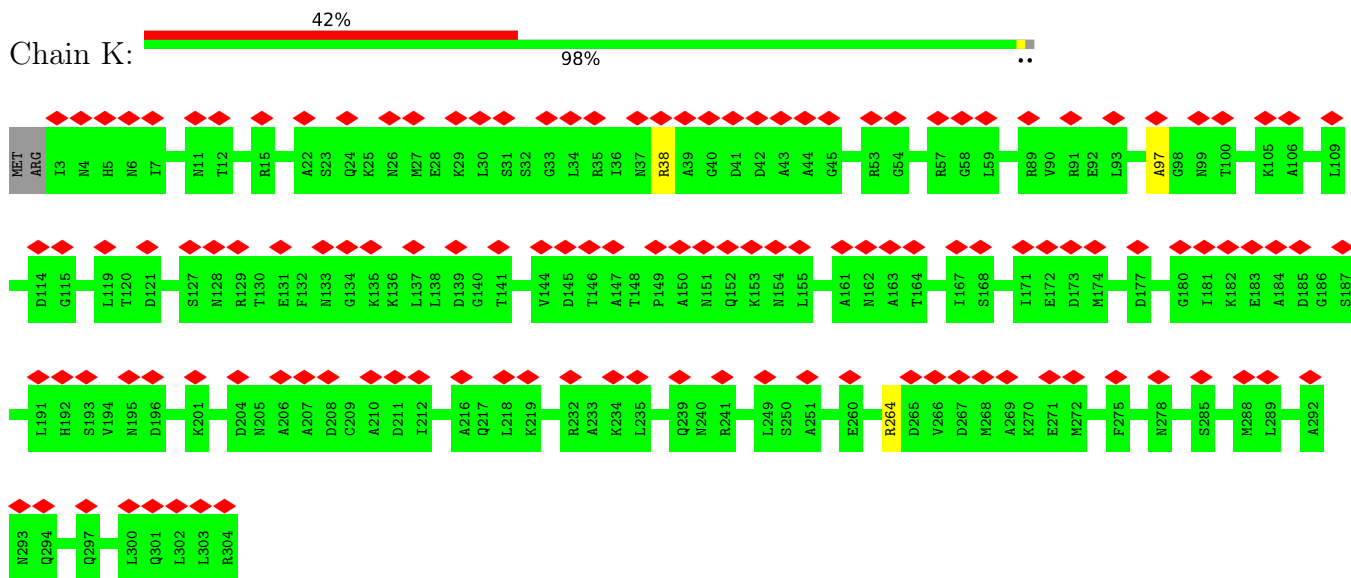 42%
Chain K:
98%
••
MET ARG I3 N4 H5 N6 I7 N11 T12 R15 A22 S23 Q24 K25 N26 M27 E28 K29 L30 S31 S32 G33 L34 R35 I36 N37 R38 A39 G40 D41 D42 A43 A44 G45 R53 G54 R57 G58 L59 R89 V90 R91 E92 L93 A97 G98 N99 T100 K105 A106 L109
D114 G115 L119 T120 D121 S127 N128 R129 T130 E131 F132 N133 G134 K135 K136 L137 L138 D139 G140 T141 V144 D145 T146 A147 T148 P149 A150 N151 Q152 K153 N154 L155 A161 N162 A163 T164 I167 S168 I171 E172 D173 M174 D177 G180 I181 K182 E183 A184 D185 G186 S187
L191 H192 S193 V194 N195 D196 K201 D204 N205 A206 A207 D208 C209 A210 D211 I212 A216 Q217 L218 K219 R232 A233 K234 L235 Q239 N240 R241 L249 S250 A251 E260 R264 D265 V266 D267 M268 A269 K270 E271 M272 F275 N278 S285 M288 L289 A292
N293 Q294 Q297 L300 Q301 L302 L303 R304